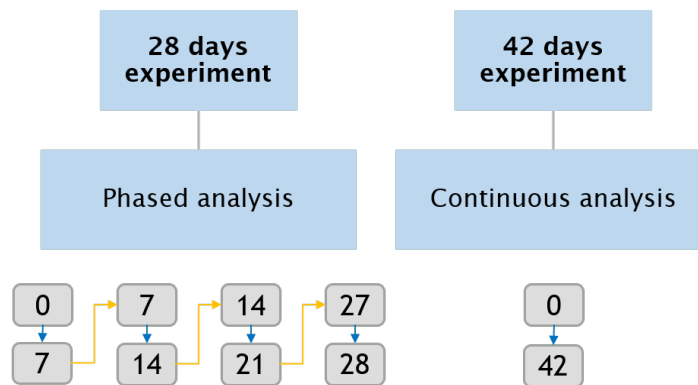 28 days
experiment
42 days
experiment
Phased analysis
Continuous analysis
0
7
14
27
0
7
14
21
28
42